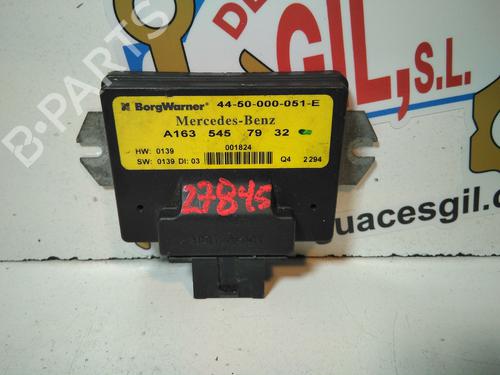 GIL, S.L.
BorgWarner 44-50-000-051-E
Mercedes-Benz
A163 545 79 32
HW: 0139 001824
SW: 0139 DI: 03 Q4 2294
27845
uacesgil.com
B-PARTS